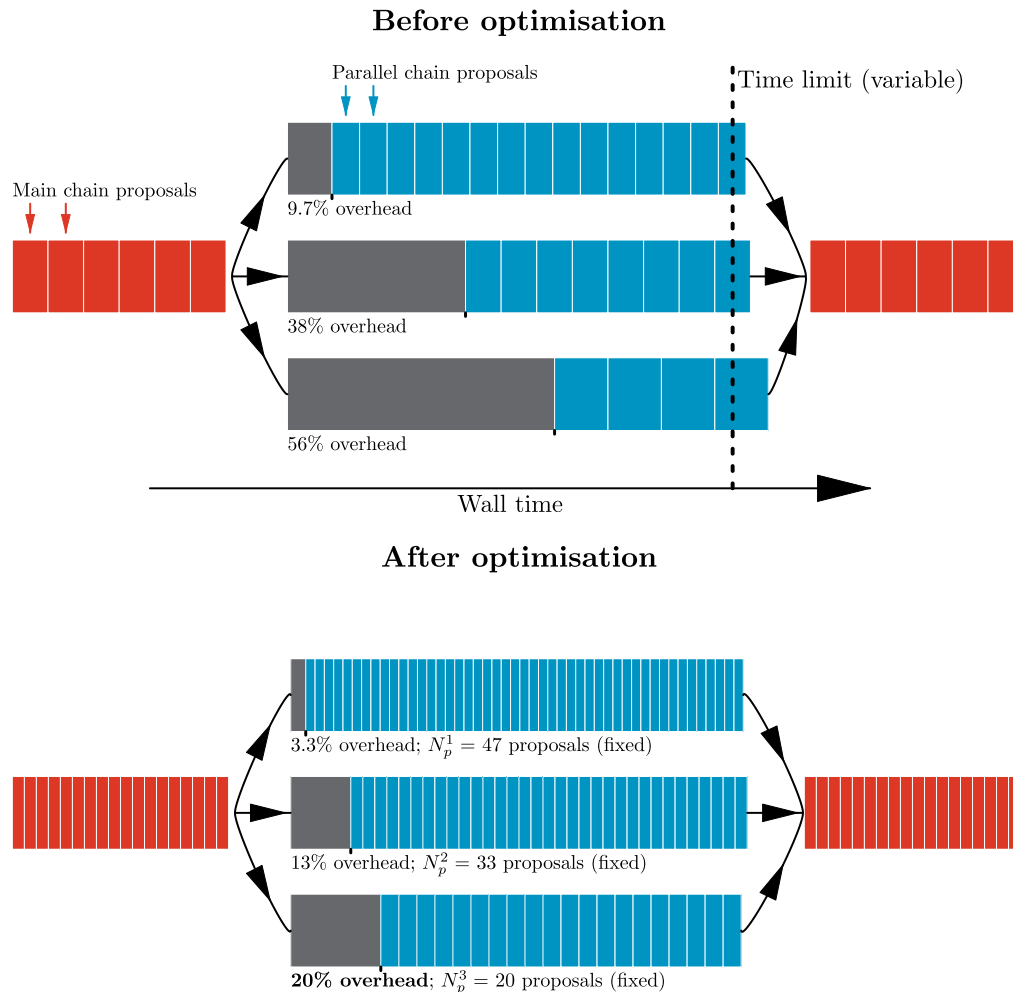 Before optimisation
Parallel chain proposals
Time limit (variable)
Main chain proposals
9.7% overhead
38% overhead
56% overhead
Wall time
After optimisation
3.3% overhead; $N_p^1$ = 47 proposals (fixed)
13% overhead; $N_p^2$ = 33 proposals (fixed)
20% overhead; $N_p^3$ = 20 proposals (fixed)